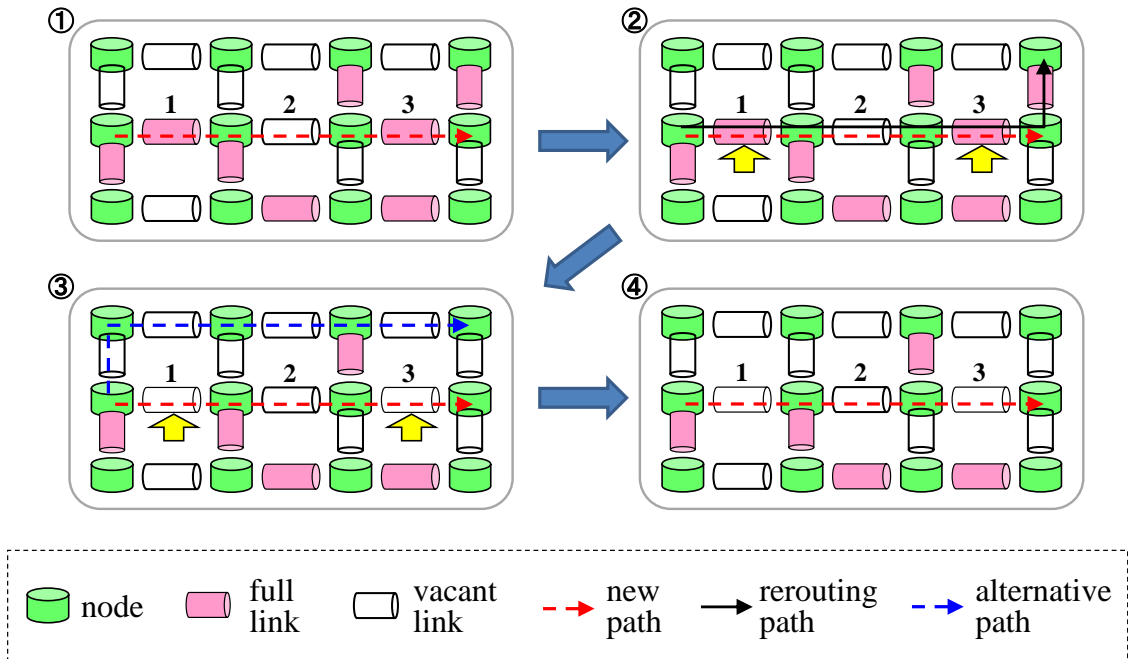 ①
1 2 3
②
1 2 3
③
1 2 3
④
1 2 3
node
full
link
vacant
link
new
path
rerouting
path
alternative
path